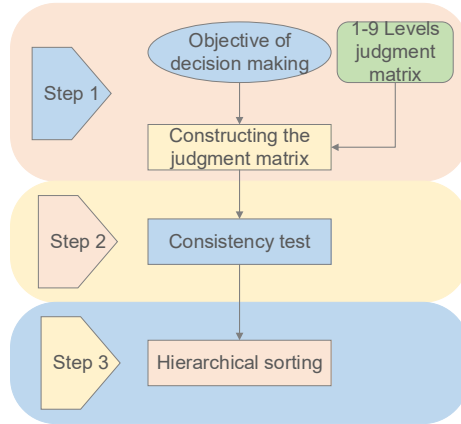 Objective of
decision making
1-9 Levels
judgment
matrix
Step 1
Constructing the
judgment matrix
Step 2
Consistency test
Step 3
Hierarchical sorting